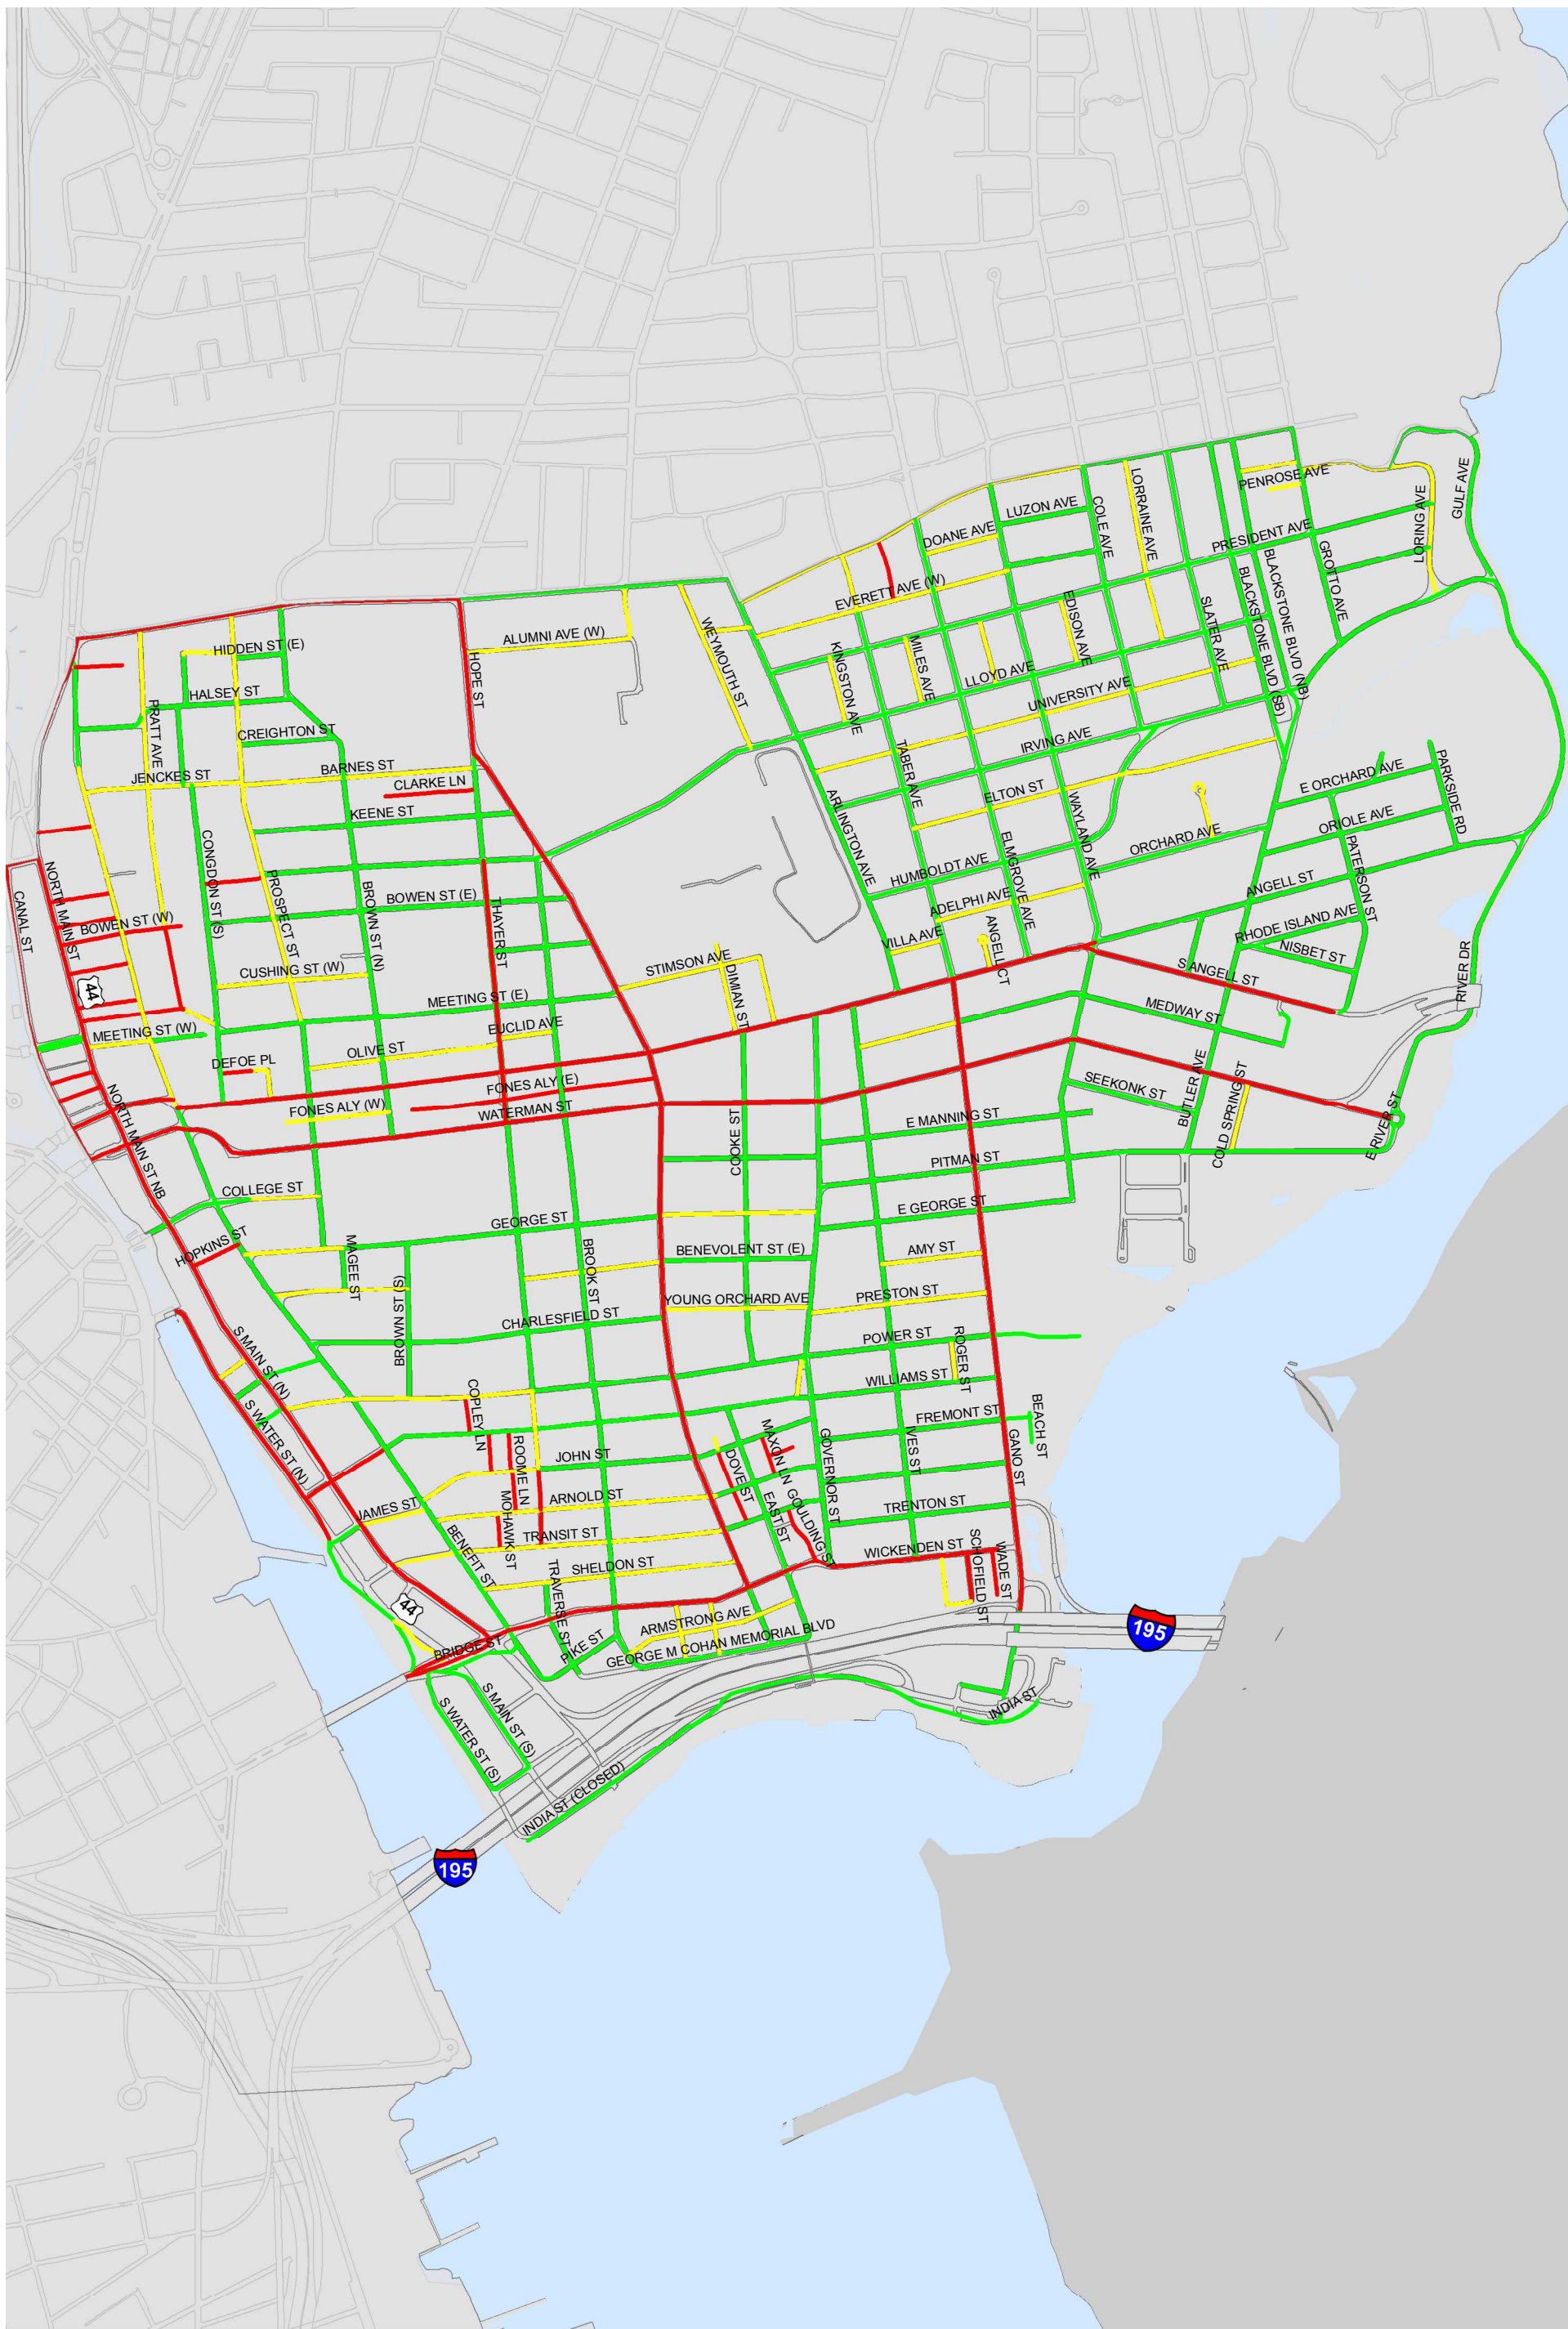 PENROSE AVE
LORRAINE AVE
GULF AVE
LUZON AVE
COLE AVE
LORING AVE
DOANE AVE
PRESIDENT AVE
GROTTO AVE
BLACKSTONE BLVD (NB)
BLACKSTONE BLVD (SB)
EVERETT AVE (W)
EDISON AVE
SLATER AVE
WEYMOUTH ST
ALUMNI AVE (W)
HIDDEN ST (E)
HOPE ST
KINGSTON AVE
MILES AVE
LLOYD AVE
UNIVERSITY AVE
HALSEY ST
PRATT AVE
CREIGHTON ST
IRVING AVE
TABER AVE
JENCKES ST
BARNES ST
CLARKE LN
ELTON ST
ARLINGTON AVE
WAYLAND AVE
E ORCHARD AVE
PARKSIDE RD
KEENE ST
ORIOLE AVE
ORCHARD AVE
ELMGROVE AVE
PATERSON ST
CONGDON ST (S)
NORTH MAIN ST
CANAL ST
PROSPECT ST
BROWN ST (N)
BOWEN ST (E)
THAYER ST
HUMBOLDT AVE
ANGELL ST
ADELPHI AVE
BOWEN ST (W)
RHODE ISLAND AVE
VILLA AVE
ANGELL CT
NISBET ST
CUSHING ST (W)
STIMSON AVE
DIMIAN ST
S ANGELL ST
RIVER DR
44
MEETING ST (E)
MEDWAY ST
MEETING ST (W)
EUCLID AVE
OLIVE ST
DEFOE PL
FONES ALY (E)
BUTLER AVE
COLD SPRING ST
SEEKONK ST
NORTH MAIN ST NB
FONES ALY (W)
WATERMAN ST
COOKE ST
E MANNING ST
E RIVER ST
PITMAN ST
COLLEGE ST
E GEORGE ST
GEORGE ST
HOPKINS ST
MAGEE ST
BROOK ST
BENEVOLENT ST (E)
AMY ST
BROWN ST (S)
YOUNG ORCHARD AVE
PRESTON ST
CHARLESFIELD ST
S MAIN ST (N)
POWER ST
ROGER ST
WILLIAMS ST
COPLEY LN
S WATER ST (N)
FREMONT ST
BEACH ST
MAXON LN
GOVERNOR ST
IVES ST
GANO ST
ROOME LN
JOHN ST
DOVE ST
ARNOLD ST
MOHAWK ST
JAMES ST
EAST ST
GOULDING ST
TRENTON ST
TRANSIT ST
BENEFIT ST
WICKENDEN ST
SCHOFIELD ST
WADE ST
SHELDON ST
TRAVERSE ST
44
ARMSTRONG AVE
195
BRIDGE ST
PIKE ST
GEORGE M COHAN MEMORIAL BLVD
S MAIN ST (S)
S WATER ST (S)
INDIA ST
INDIA ST (CLOSED)
195